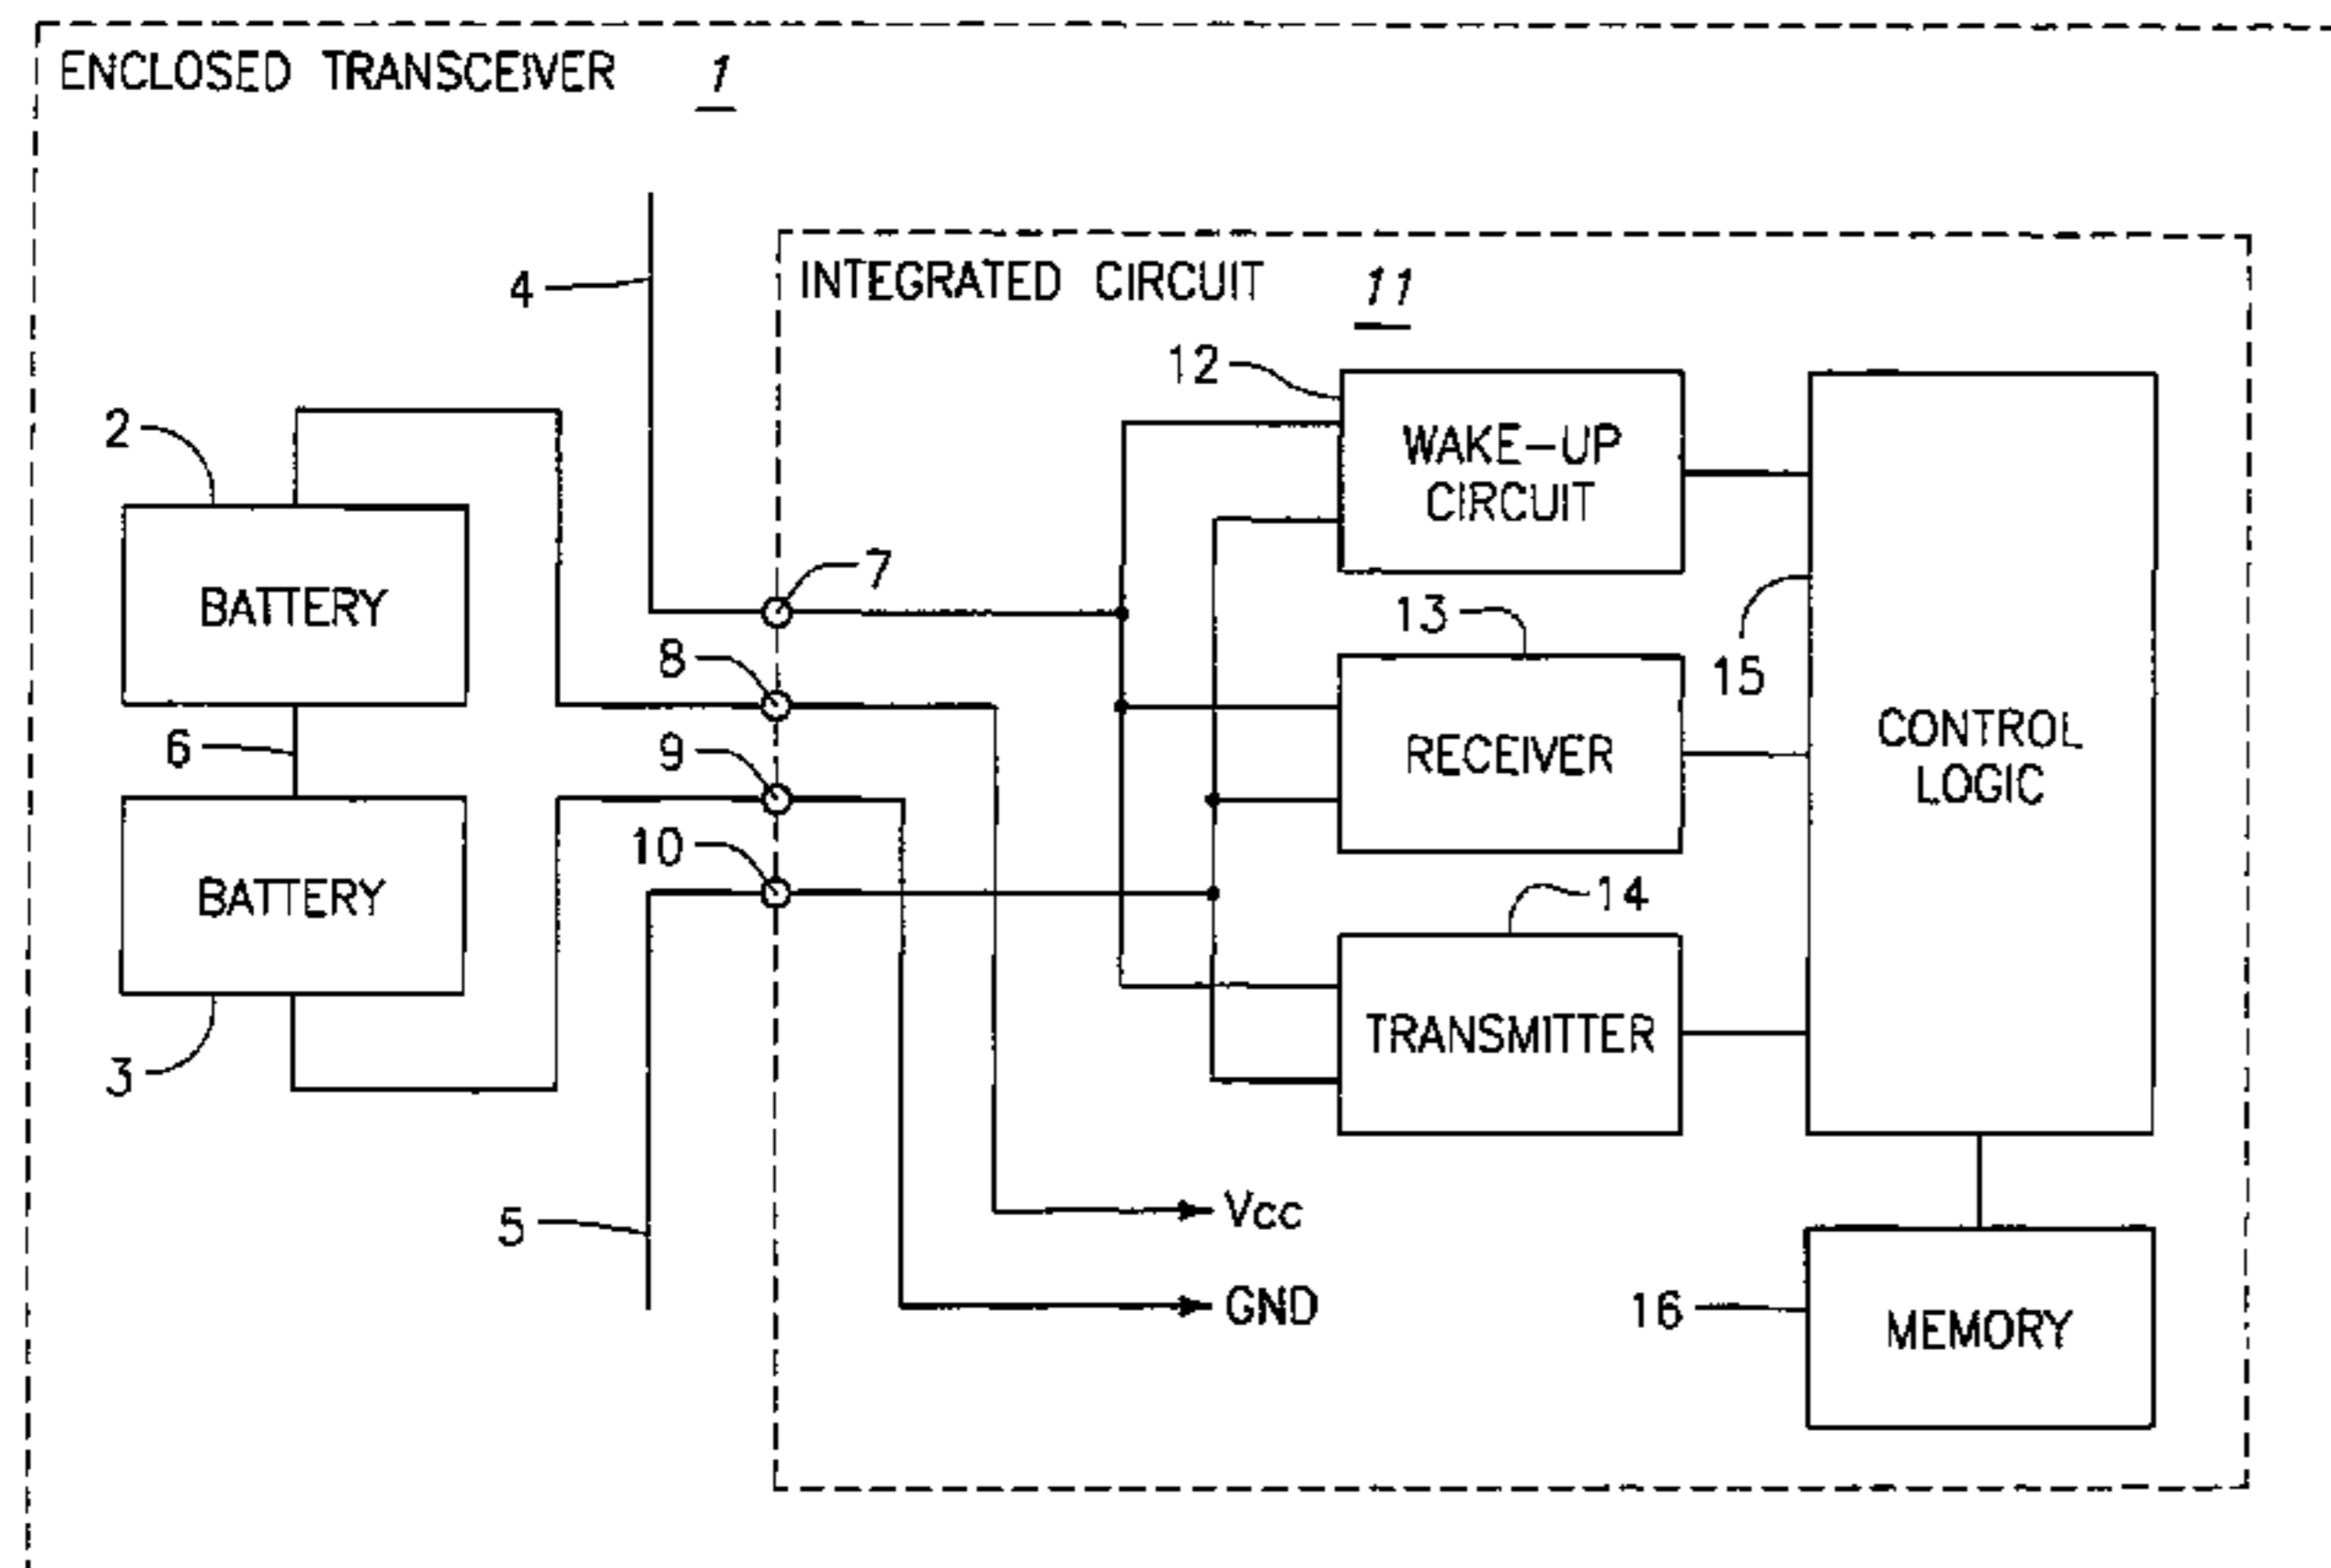 ENCLOSED TRANSCEIVER 1
4
INTEGRATED CIRCUIT 11
12
WAKE-UP
CIRCUIT
2
BATTERY
7
13
8
15
6
9
RECEIVER
CONTROL
LOGIC
10
BATTERY
14
3
TRANSMITTER
5
Vcc
GND
16
MEMORY